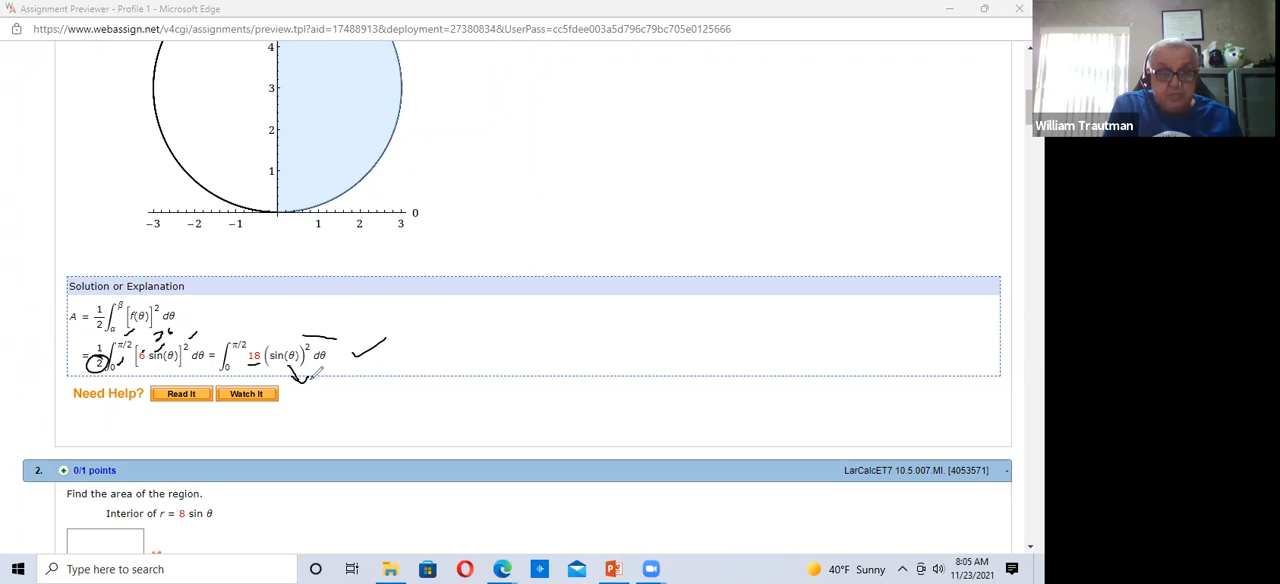 Assignment Previewer - Profile 1 - Microsoft Edge
https://www.webassign.net/v4cgi/assignments/preview.tpl?aid=17488913&deployment=27380834&UserPass=cc5fdee003a5d796c79bc705e0125666
4
3
2
1
-3 -2 -1 1 2 3 0
William Trautman
Solution or Explanation
A = 1/2 ∫_α^β [f(θ)]^2 dθ
36
= 1/2 ∫_0^{π/2} [6 sin(θ)]^2 dθ = ∫_0^{π/2} 18 (sin(θ))^2 dθ
Need Help? Read It Watch It
2. 0/1 points LarCalcET7 10.5.007.MI. [4053571] -
Find the area of the region.
Interior of r = 8 sin θ
Type here to search
40°F Sunny
8:05 AM
11/23/2021